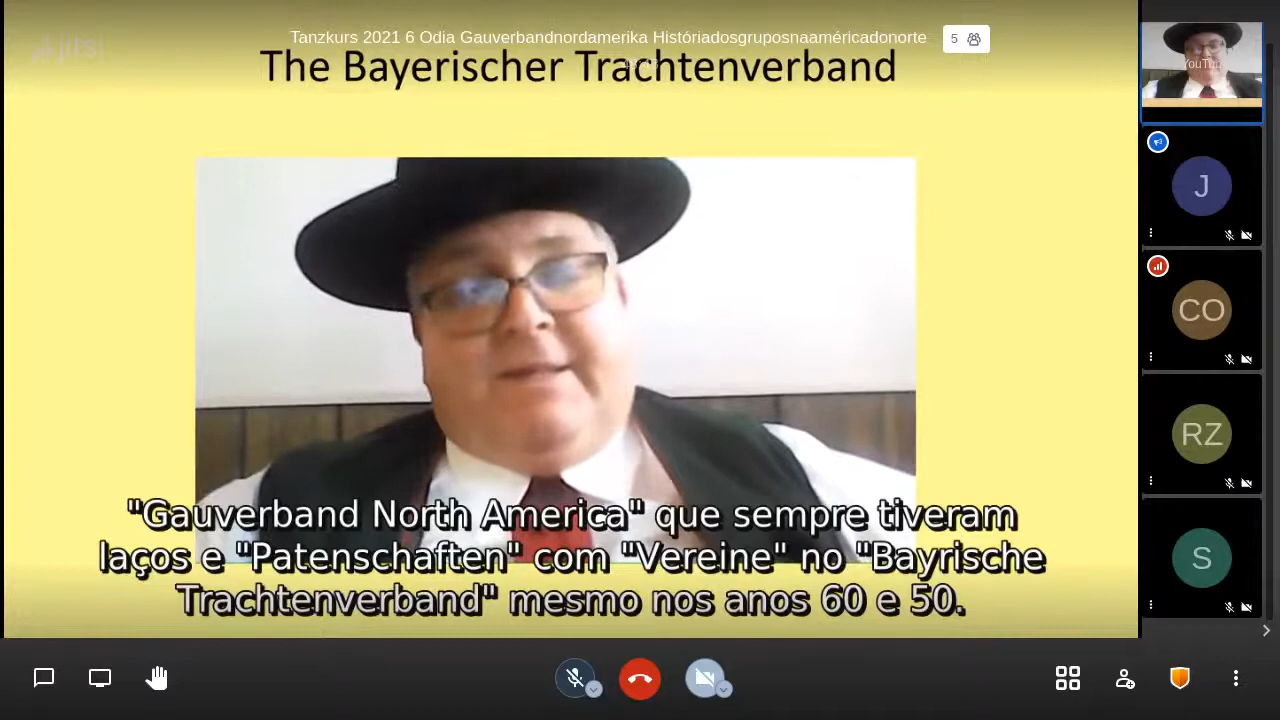 jitsi
Tanzkurs 2021 6 Odia Gauverbandnordamerika Históriadosgruposnaaméricadonorte
5
The Bayerischer Trachtenverband
"Gauverband North America" que sempre tiveram
laços e "Patenschaften" com "Vereine" no "Bayrische
Trachtenverband" mesmo nos anos 60 e 50.
J
CO
RZ
S